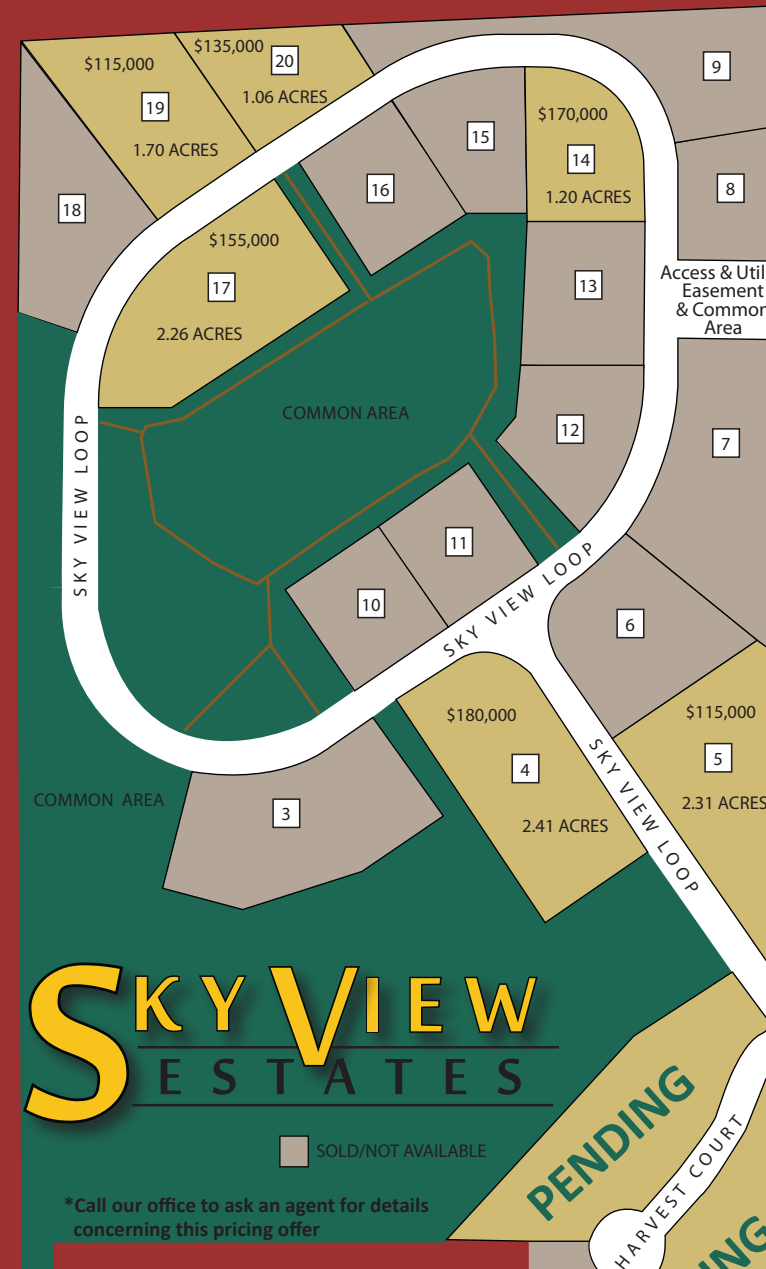 $115,000
19
1.70 ACRES
$135,000
20
1.06 ACRES
9
15
$170,000
14
1.20 ACRES
16
8
18
$155,000
17
2.26 ACRES
13
Access & Util
Easement
& Common
Area
COMMON AREA
12
7
SKY VIEW LOOP
11
10
SKY VIEW LOOP
6
$180,000
4
2.41 ACRES
$115,000
5
2.31 ACRES
SKY VIEW LOOP
COMMON AREA
3
SKY VIEW
ESTATES
SOLD/NOT AVAILABLE
*Call our office to ask an agent for details
concerning this pricing offer
PENDING
HARVEST COURT
NG